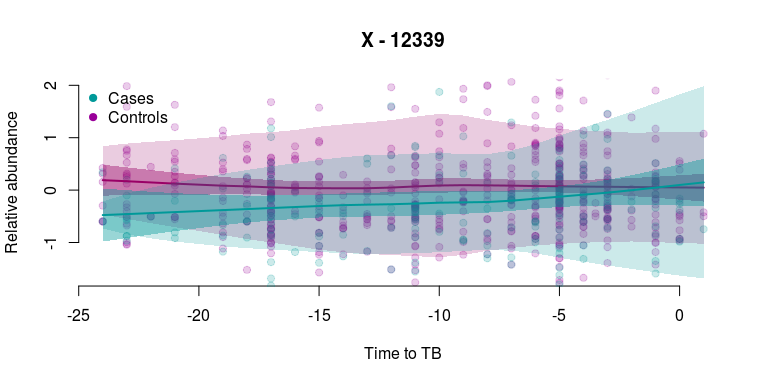 X - 12339
Cases
Controls
Relative abundance
2
1
0
-1
-25
-20
-15
-10
-5
0
Time to TB